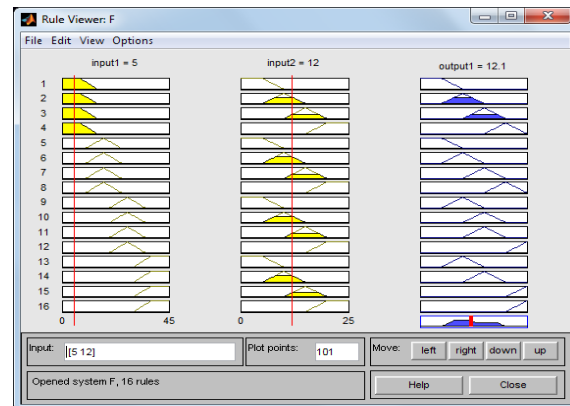 Rule Viewer: F
File Edit View Options
input1 = 5
input2 = 12
output1 = 12.1
1
2
3
4
5
6
7
8
9
10
11
12
13
14
15
16
0 45
0 25
Input: [[5 12]
Plot points: 101
Move: left right down up
Opened system F, 16 rules
Help
Close